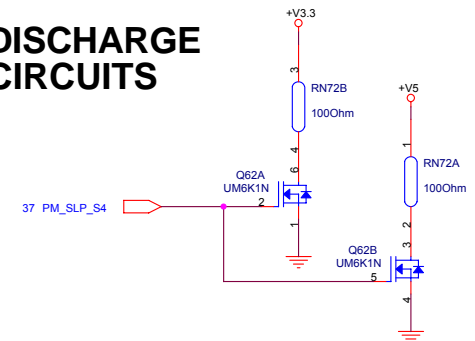 DISCHARGE
CIRCUITS
+V3.3
3
RN72B
100Ohm
4
+V5
1
RN72A
100Ohm
2
Q62A
UM6K1N
6
2
1
37 PM_SLP_S4
Q62B
UM6K1N
3
5
4